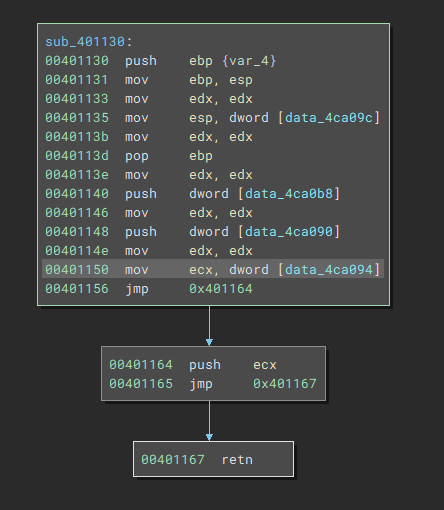 sub_401130:
00401130 push ebp {var_4}
00401131 mov ebp, esp
00401133 mov edx, edx
00401135 mov esp, dword [data_4ca09c]
0040113b mov edx, edx
0040113d pop ebp
0040113e mov edx, edx
00401140 push dword [data_4ca0b8]
00401146 mov edx, edx
00401148 push dword [data_4ca090]
0040114e mov edx, edx
00401150 mov ecx, dword [data_4ca094]
00401156 jmp 0x401164
00401164 push ecx
00401165 jmp 0x401167
00401167 retn